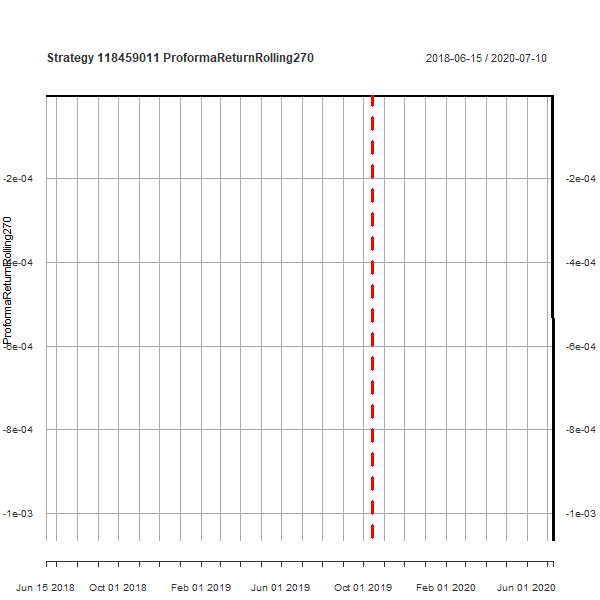 Strategy 118459011 ProformaReturnRolling270
2018-06-15 / 2020-07-10
ProformaReturnRolling270
-2e-04
-2e-04
-4e-04
-4e-04
-6e-04
-6e-04
-8e-04
-8e-04
-1e-03
-1e-03
Jun 15 2018 Oct 01 2018 Feb 01 2019 Jun 01 2019 Oct 01 2019 Feb 01 2020 Jun 01 2020